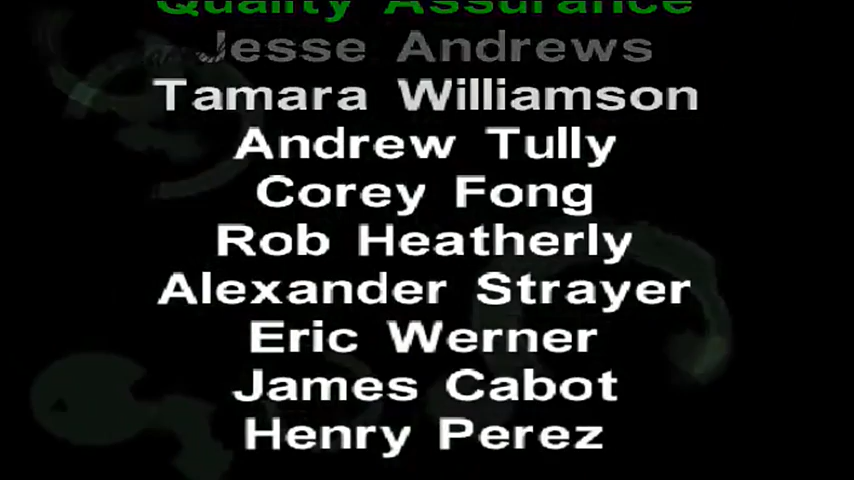 Quality Assurance
Jesse Andrews
Tamara Williamson
Andrew Tully
Corey Fong
Rob Heatherly
Alexander Strayer
Eric Werner
James Cabot
Henry Perez